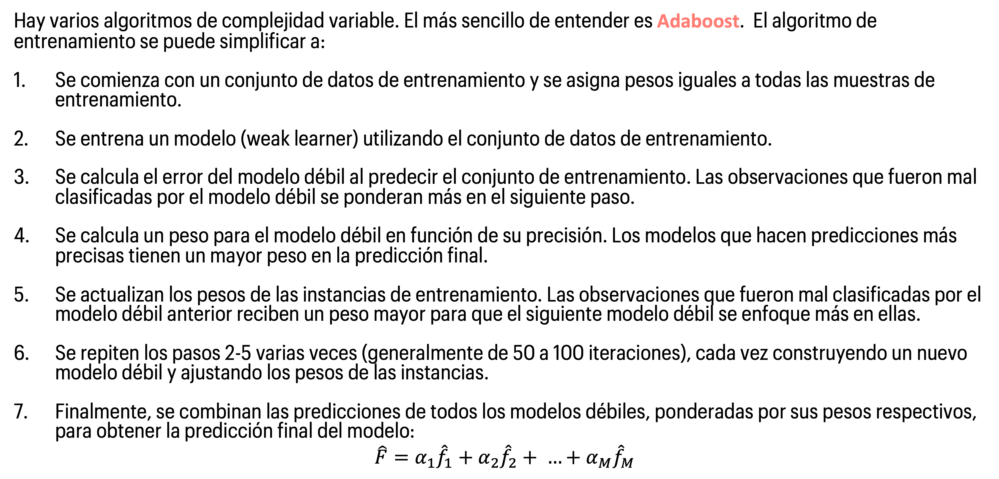 Hay varios algoritmos de complejidad variable. El más sencillo de entender es Adaboost. El algoritmo de
entrenamiento se puede simplificar a:
1. Se comienza con un conjunto de datos de entrenamiento y se asigna pesos iguales a todas las muestras de
entrenamiento.
2. Se entrena un modelo (weak learner) utilizando el conjunto de datos de entrenamiento.
3. Se calcula el error del modelo débil al predecir el conjunto de entrenamiento. Las observaciones que fueron mal
clasificadas por el modelo débil se ponderan más en el siguiente paso.
4. Se calcula un peso para el modelo débil en función de su precisión. Los modelos que hacen predicciones más
precisas tienen un mayor peso en la predicción final.
5. Se actualizan los pesos de las instancias de entrenamiento. Las observaciones que fueron mal clasificadas por el
modelo débil anterior reciben un peso mayor para que el siguiente modelo débil se enfoque más en ellas.
6. Se repiten los pasos 2-5 varias veces (generalmente de 50 a 100 iteraciones), cada vez construyendo un nuevo
modelo débil y ajustando los pesos de las instancias.
7. Finalmente, se combinan las predicciones de todos los modelos débiles, ponderadas por sus pesos respectivos,
para obtener la predicción final del modelo:
F̂ = α₁f̂₁ + α₂f̂₂ + ... + α_M f̂_M